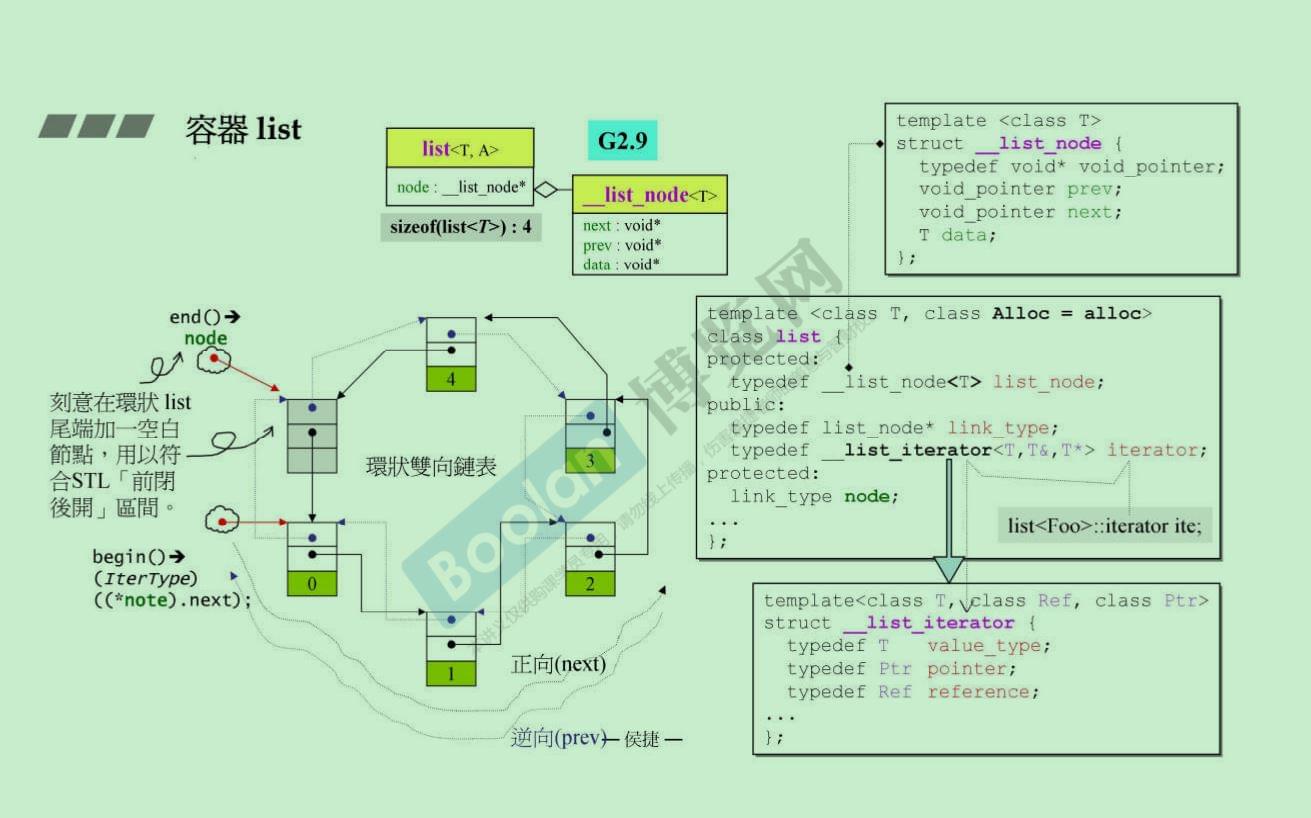 容器 list
list<T, A>
node : __list_node*
sizeof(list<T>) : 4
G2.9
__list_node<T>
next : void*
prev : void*
data : void*
template <class T>
struct __list_node {
typedef void* void_pointer;
void_pointer prev;
void_pointer next;
T data;
};
end()➔
node
刻意在環狀 list
尾端加一空白
節點，用以符
合STL「前閉
後開」區間。
begin()➔
(IterType)
((*note).next);
4
3
環狀雙向鏈表
0
2
1
正向(next)
逆向(prev)
— 侯捷 —
template <class T, class Alloc = alloc>
class list {
protected:
typedef __list_node<T> list_node;
public:
typedef list_node* link_type;
typedef __list_iterator<T,T&,T*> iterator;
protected:
link_type node;
...
};
list<Foo>::iterator ite;
template<class T, class Ref, class Ptr>
struct __list_iterator {
typedef T value_type;
typedef Ptr pointer;
typedef Ref reference;
...
};
Boolan
博览网